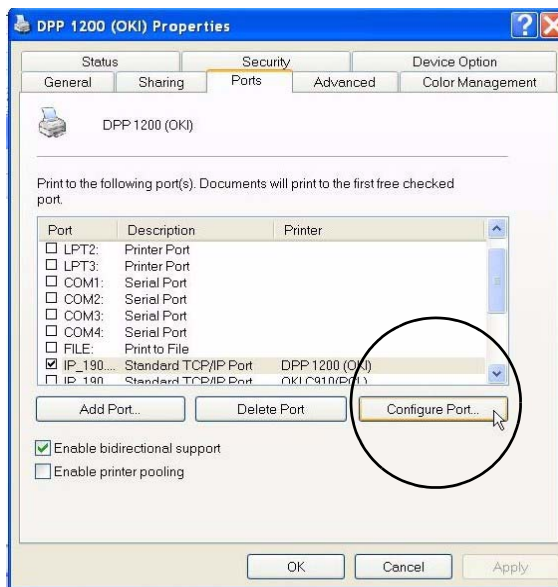 DPP 1200 (OKI) Properties
Status Security Device Option
General Sharing Ports Advanced Color Management
DPP 1200 (OKI)
Print to the following port(s). Documents will print to the first free checked
port.
Port Description Printer
LPT2: Printer Port
LPT3: Printer Port
COM1: Serial Port
COM2: Serial Port
COM3: Serial Port
COM4: Serial Port
FILE: Print to File
IP_190.... Standard TCP/IP Port DPP 1200 (OKI)
IP_190 Standard TCP/IP Port OKI C910(PCL)
Add Port... Delete Port Configure Port...
Enable bidirectional support
Enable printer pooling
OK Cancel Apply